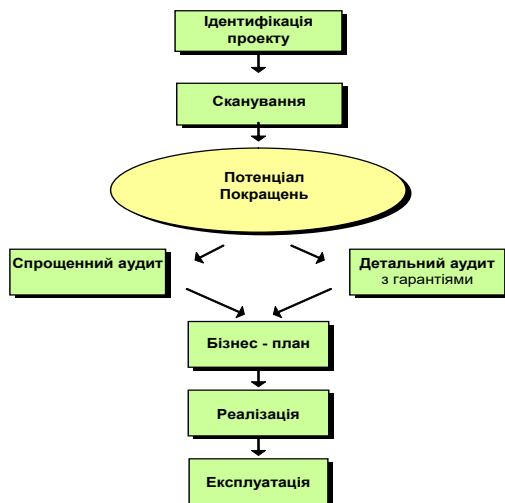 Ідентифікація
проекту
Сканування
Потенціал
Покращень
Спрощенний аудит
Детальний аудит
з гарантіями
Бізнес - план
Реалізація
Експлуатація